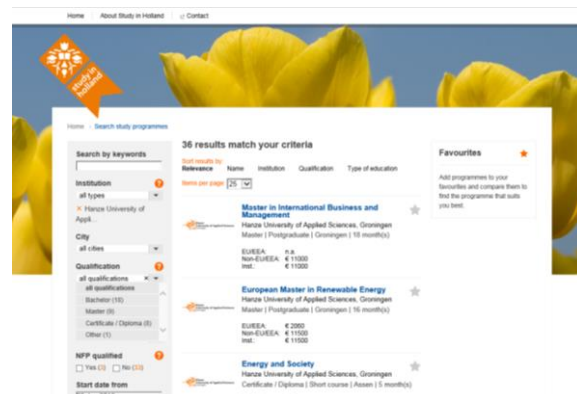 Home
About Study in Holland
Contact
study in
holland
Home
Search study programmes
Search by keywords
Institution
all types
× Hanze University of
Appli...
City
all cities
Qualification
all qualifications
all qualifications
Bachelor (18)
Master (9)
Certificate / Diploma (8)
Other (1)
NFP qualified
Yes (3) No (33)
Start date from
36 results match your criteria
Sort results by
Relevance Name Institution Qualification Type of education
Items per page 25
Master in International Business and
Management
Hanze University of Applied Sciences, Groningen
Master | Postgraduate | Groningen | 18 month(s)
EU/EEA: n.a.
Non-EU/EEA: € 11000
Inst.: € 11000
European Master in Renewable Energy
Hanze University of Applied Sciences, Groningen
Master | Postgraduate | Groningen | 16 month(s)
EU/EEA: € 2060
Non-EU/EEA: € 11500
Inst.: € 11500
Energy and Society
Hanze University of Applied Sciences, Groningen
Certificate / Diploma | Short course | Assen | 5 month(s)
Favourites
Add programmes to your
favourites and compare them to
find the programme that suits
you best.